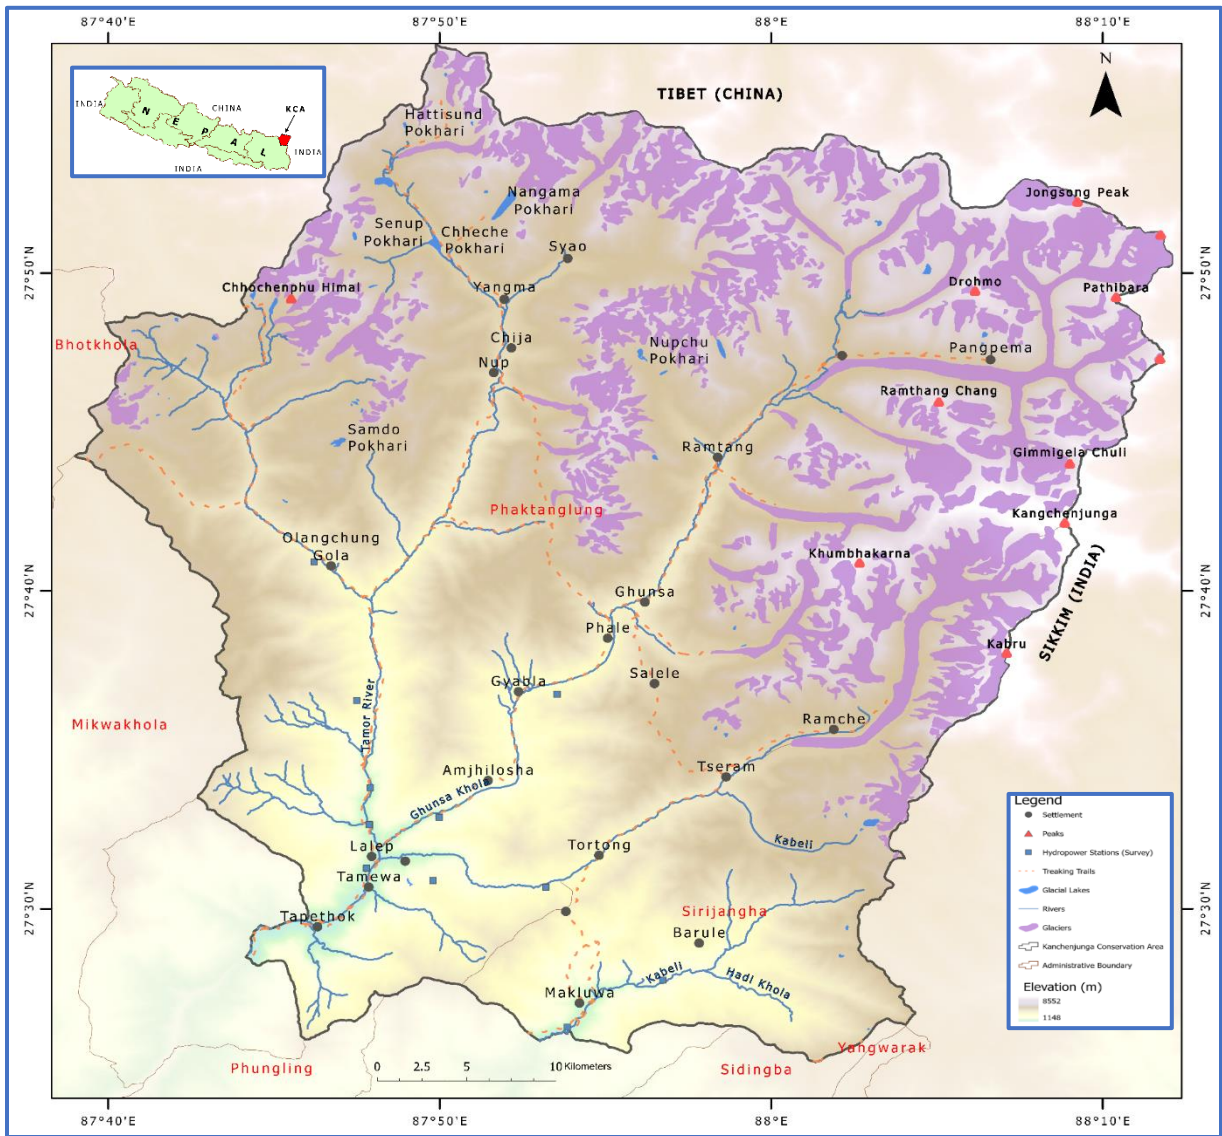 87°40'E
87°50'E
88°E
88°10'E
N
TIBET (CHINA)
INDIA
CHINA
KCA
N E P A L
INDIA
INDIA
Hattisund
Pokhari
Jongsong Peak
Nangama
Pokhari
Senup
Pokhari
Chheche
Pokhari
Syao
27°50'N
27°50'N
Chhochenphu Himal
Yangma
Drohmo
Pathibara
Bhotkhola
Chija
Nupchu
Pokhari
Pangpema
Nup
Ramthang Chang
Samdo
Pokhari
Ramtang
Gimmigela Chuli
Phaktanglung
Kangchenjunga
Olangchung
Gola
Khumbhakarna
27°40'N
27°40'N
Ghunsa
SIKKIM (INDIA)
Phale
Kabru
Salele
Gyabla
Tamor River
Mikwakhola
Ramche
Amjhilosha
Tseram
Ghunsa Khola
Lalep
Tortong
Kabeli
Tamewa
27°30'N
27°30'N
Tapethok
Sirijangha
Barule
Kabeli
Hadi Khola
Makluwa
Yangwarak
Phungling
Sidingba
0 2.5 5 10 Kilometers
Legend
Settlement
Peaks
Hydropower Stations (Survey)
Treaking Trails
Glacial Lakes
Rivers
Glaciers
Kanchenjunga Conservation Area
Administrative Boundary
Elevation (m)
8552
1148
87°40'E
87°50'E
88°E
88°10'E